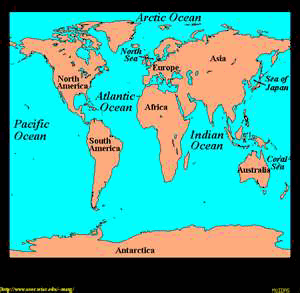 Arctic Ocean
North
Sea
Europe
Asia
North
America
Sea of
Japan
Atlantic
Ocean
Africa
Pacific
Ocean
Indian
Ocean
South
America
Coral
Sea
Australia
Antarctica